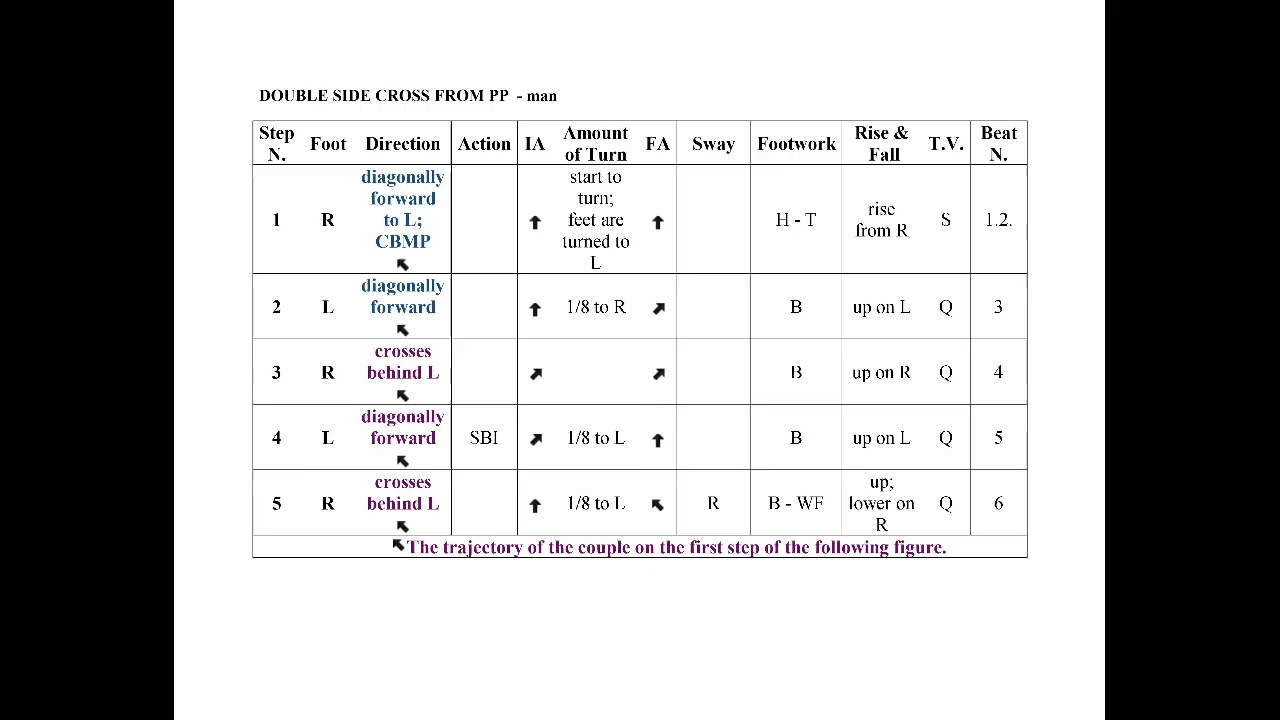 DOUBLE SIDE CROSS FROM PP - man
Step N. Foot Direction Action IA Amount of Turn FA Sway Footwork Rise & Fall T.V. Beat N.
1 R diagonally forward to L; CBMP ↖ ⬆ start to turn; feet are turned to L ⬆ H - T rise from R S 1.2.
2 L diagonally forward ↖ ⬆ 1/8 to R ↗ B up on L Q 3
3 R crosses behind L ↖ ↗ ↗ B up on R Q 4
4 L diagonally forward ↖ SBI ↗ 1/8 to L ⬆ B up on L Q 5
5 R crosses behind L ↖ ⬆ 1/8 to L ↖ R B - WF up; lower on R Q 6
↖The trajectory of the couple on the first step of the following figure.